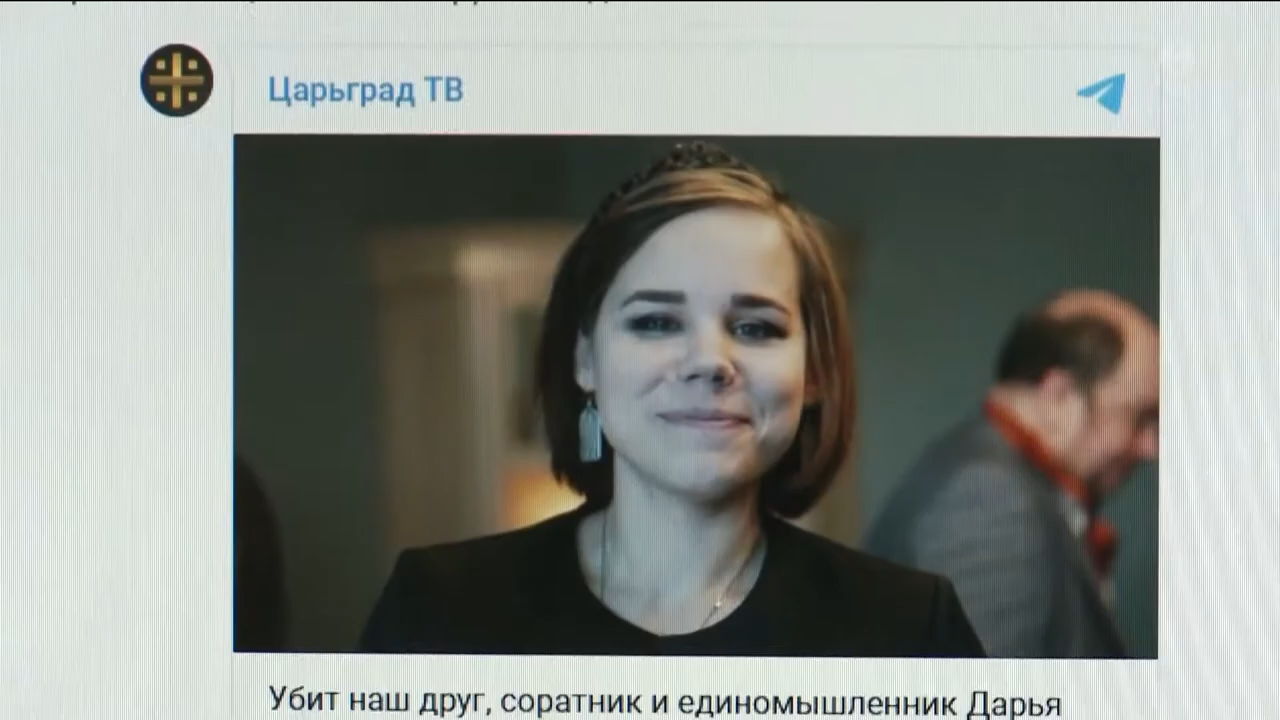 Царьград ТВ
Убит наш друг, соратник и единомышленник Дарья